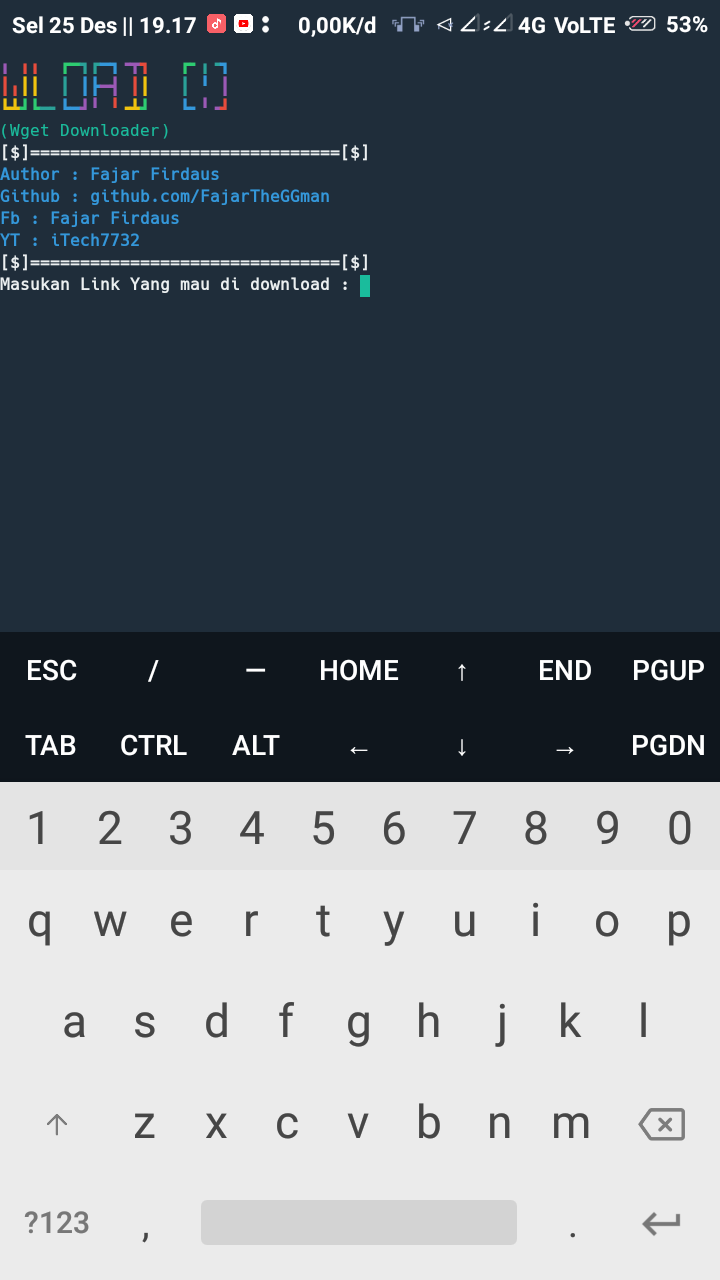 Sel 25 Des || 19.17 0,00K/d 4G VoLTE 53%
WLOAD [:]
(Wget Downloader)
[$]===============================[$]
Author : Fajar Firdaus
Github : github.com/FajarTheGGman
Fb : Fajar Firdaus
YT : iTech7732
[$]===============================[$]
Masukan Link Yang mau di download :
ESC / — HOME ↑ END PGUP
TAB CTRL ALT ← ↓ → PGDN
1 2 3 4 5 6 7 8 9 0
q w e r t y u i o p
a s d f g h j k l
z x c v b n m
?123 , .